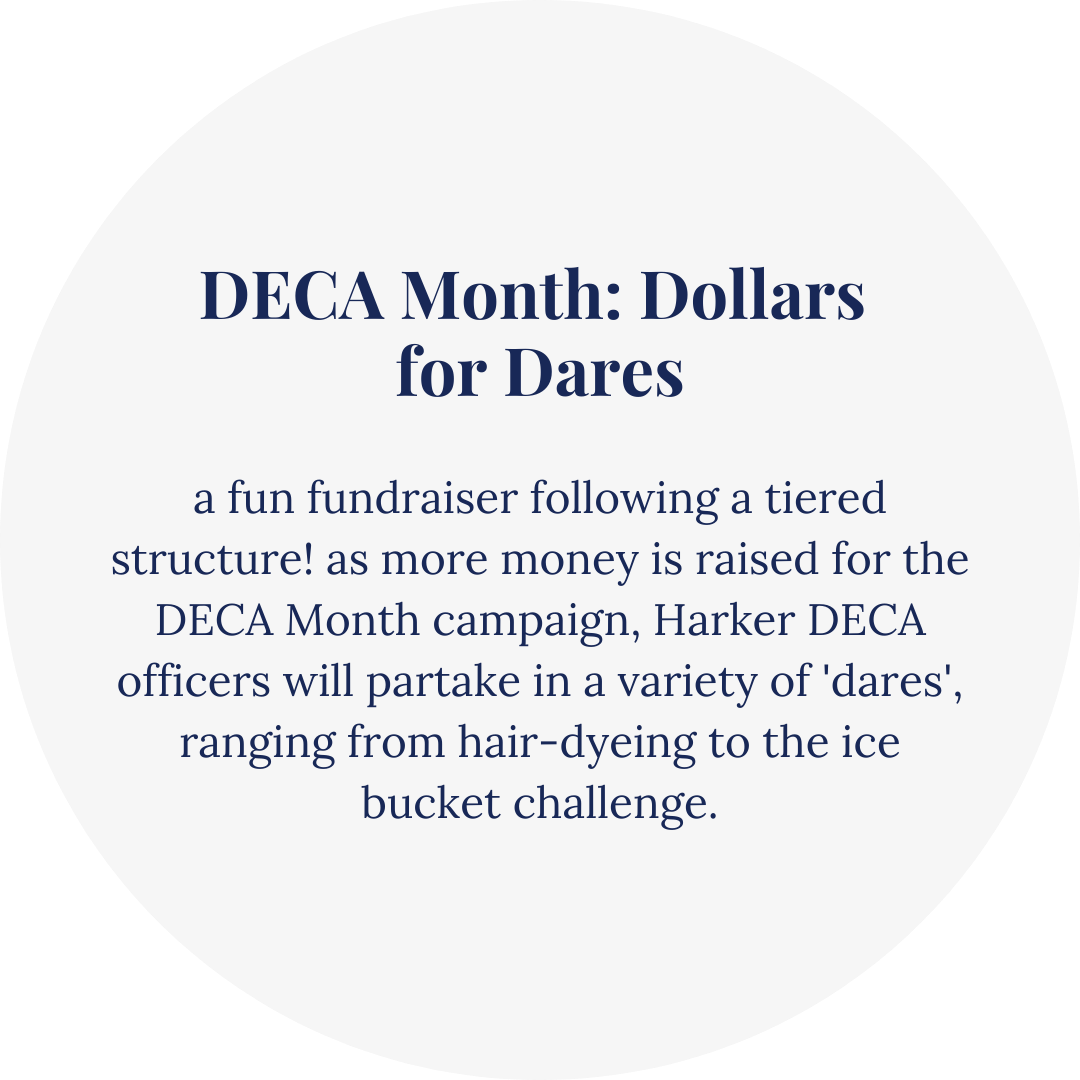 DECA Month: Dollars
for Dares
a fun fundraiser following a tiered
structure! as more money is raised for the
DECA Month campaign, Harker DECA
officers will partake in a variety of 'dares',
ranging from hair-dyeing to the ice
bucket challenge.